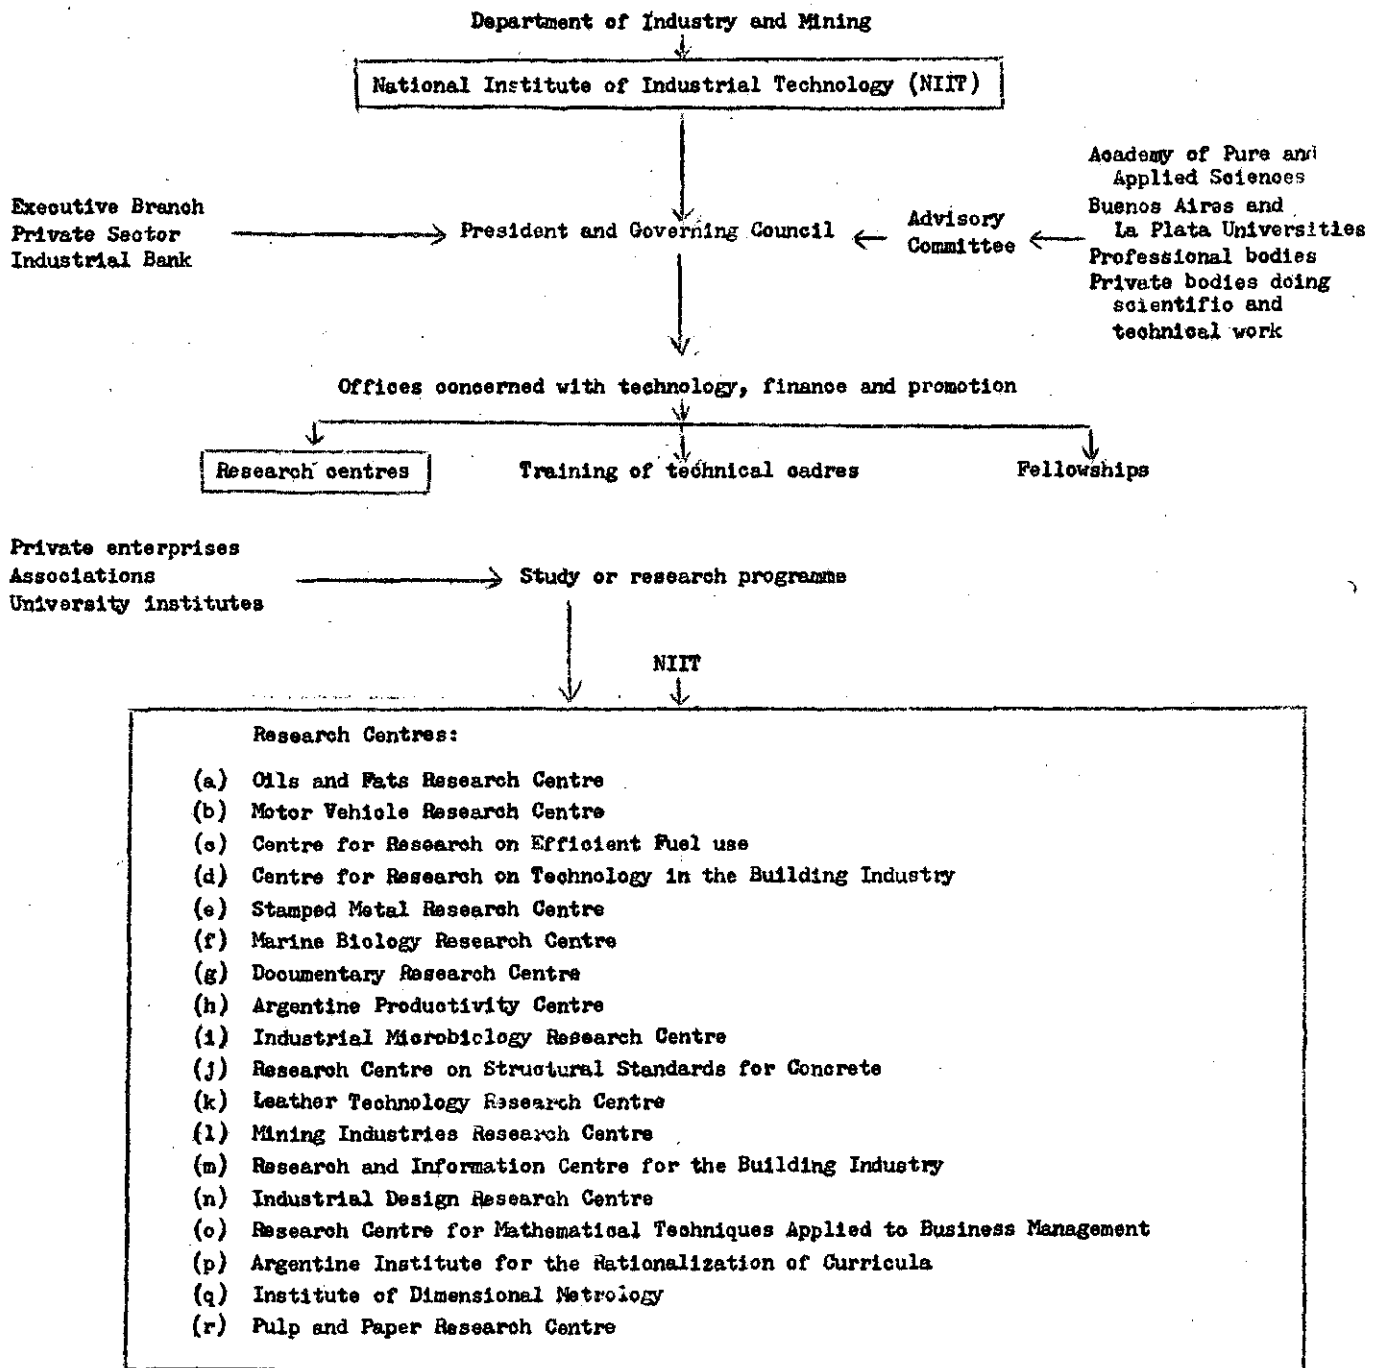 Department of Industry and Mining
National Institute of Industrial Technology (NIIT)
Academy of Pure and
Applied Sciences
Buenos Aires and
La Plata Universities
Professional bodies
Private bodies doing
scientific and
technical work
Executive Branch
Private Sector
Industrial Bank
President and Governing Council
Advisory
Committee
Offices concerned with technology, finance and promotion
Research centres
Training of technical cadres
Fellowships
Private enterprises
Associations
University institutes
Study or research programme
NIIT
Research Centres:
(a) Oils and Fats Research Centre
(b) Motor Vehicle Research Centre
(c) Centre for Research on Efficient Fuel use
(d) Centre for Research on Technology in the Building Industry
(e) Stamped Metal Research Centre
(f) Marine Biology Research Centre
(g) Documentary Research Centre
(h) Argentine Productivity Centre
(i) Industrial Microbiology Research Centre
(j) Research Centre on Structural Standards for Concrete
(k) Leather Technology Research Centre
(l) Mining Industries Research Centre
(m) Research and Information Centre for the Building Industry
(n) Industrial Design Research Centre
(o) Research Centre for Mathematical Techniques Applied to Business Management
(p) Argentine Institute for the Rationalization of Curricula
(q) Institute of Dimensional Metrology
(r) Pulp and Paper Research Centre